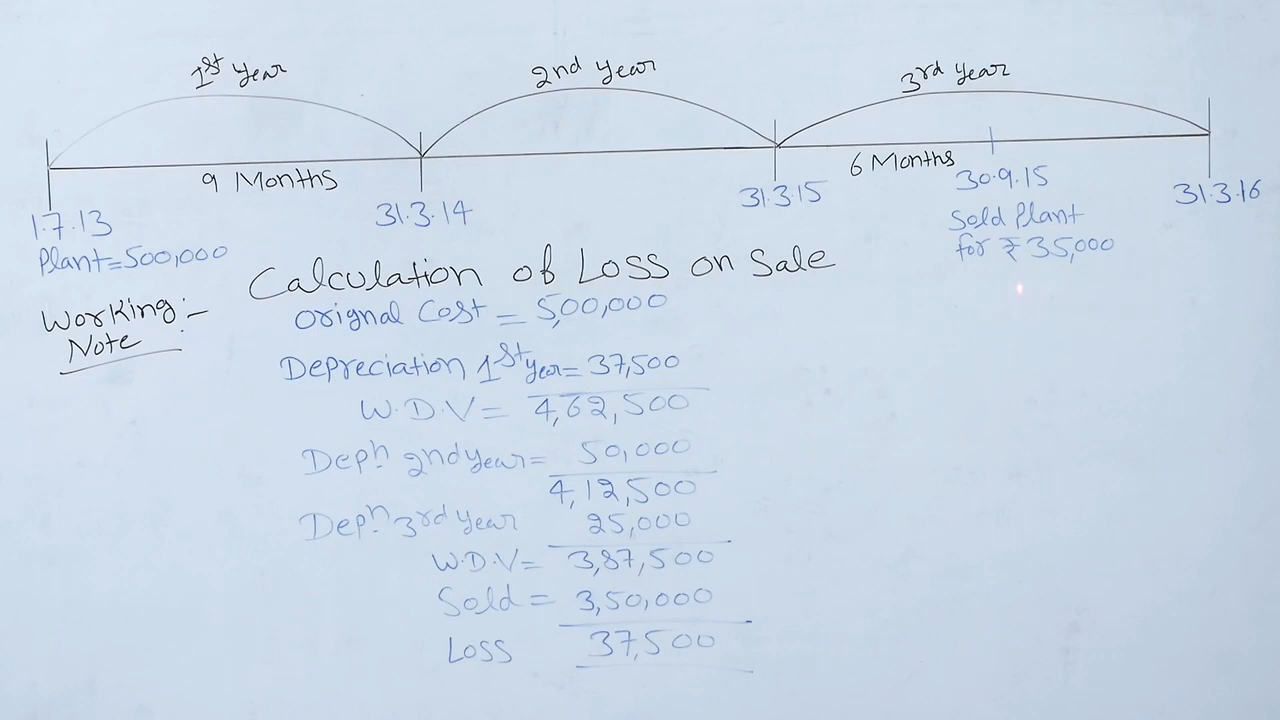 1st Year
2nd Year
3rd Year
9 Months
6 Months
1.7.13
31.3.14
31.3.15
30.9.15
31.3.16
Plant=500,000
Sold Plant
for ₹35,000
Calculation of Loss on Sale
Working:-
Note
Orignal Cost = 5,00,000
Depreciation 1st year= 37,500
W.D.V= 4,62,500
Deph 2nd year= 50,000
4,12,500
Deph 3rd year 25,000
W.D.V= 3,87,500
Sold = 3,50,000
Loss 37,500